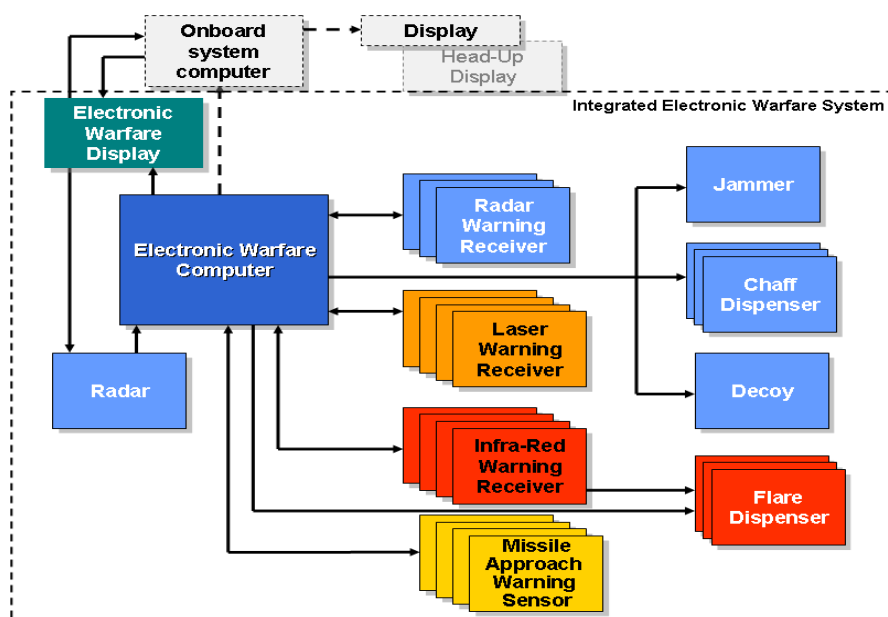 Onboard
system
computer
Display
Head-Up
Display
Integrated Electronic Warfare System
Electronic
Warfare
Display
Electronic Warfare
Computer
Radar
Radar
Warning
Receiver
Laser
Warning
Receiver
Infra-Red
Warning
Receiver
Missile
Approach
Warning
Sensor
Jammer
Chaff
Dispenser
Decoy
Flare
Dispenser